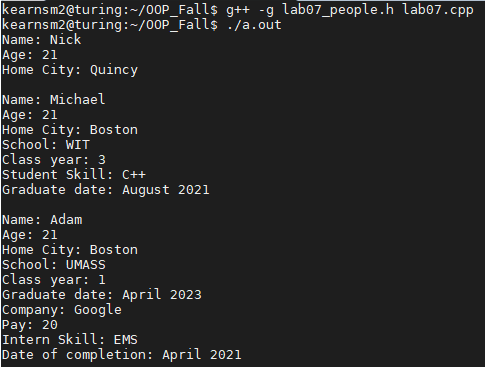 kearnsm2@turing:~/OOP_Fall$ g++ -g lab07_people.h lab07.cpp
kearnsm2@turing:~/OOP_Fall$ ./a.out
Name: Nick
Age: 21
Home City: Quincy

Name: Michael
Age: 21
Home City: Boston
School: WIT
Class year: 3
Student Skill: C++
Graduate date: August 2021

Name: Adam
Age: 21
Home City: Boston
School: UMASS
Class year: 1
Graduate date: April 2023
Company: Google
Pay: 20
Intern Skill: EMS
Date of completion: April 2021